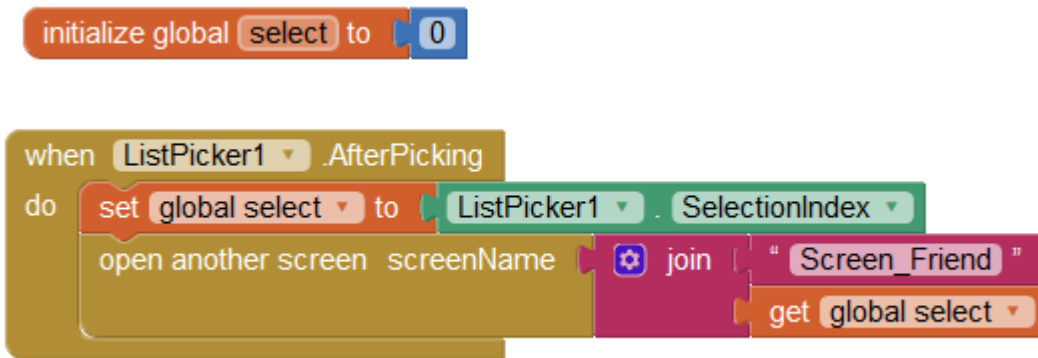 initialize global select to 0
when ListPicker1 .AfterPicking
do set global select to ListPicker1 . SelectionIndex
open another screen screenName join “ Screen_Friend ”
get global select